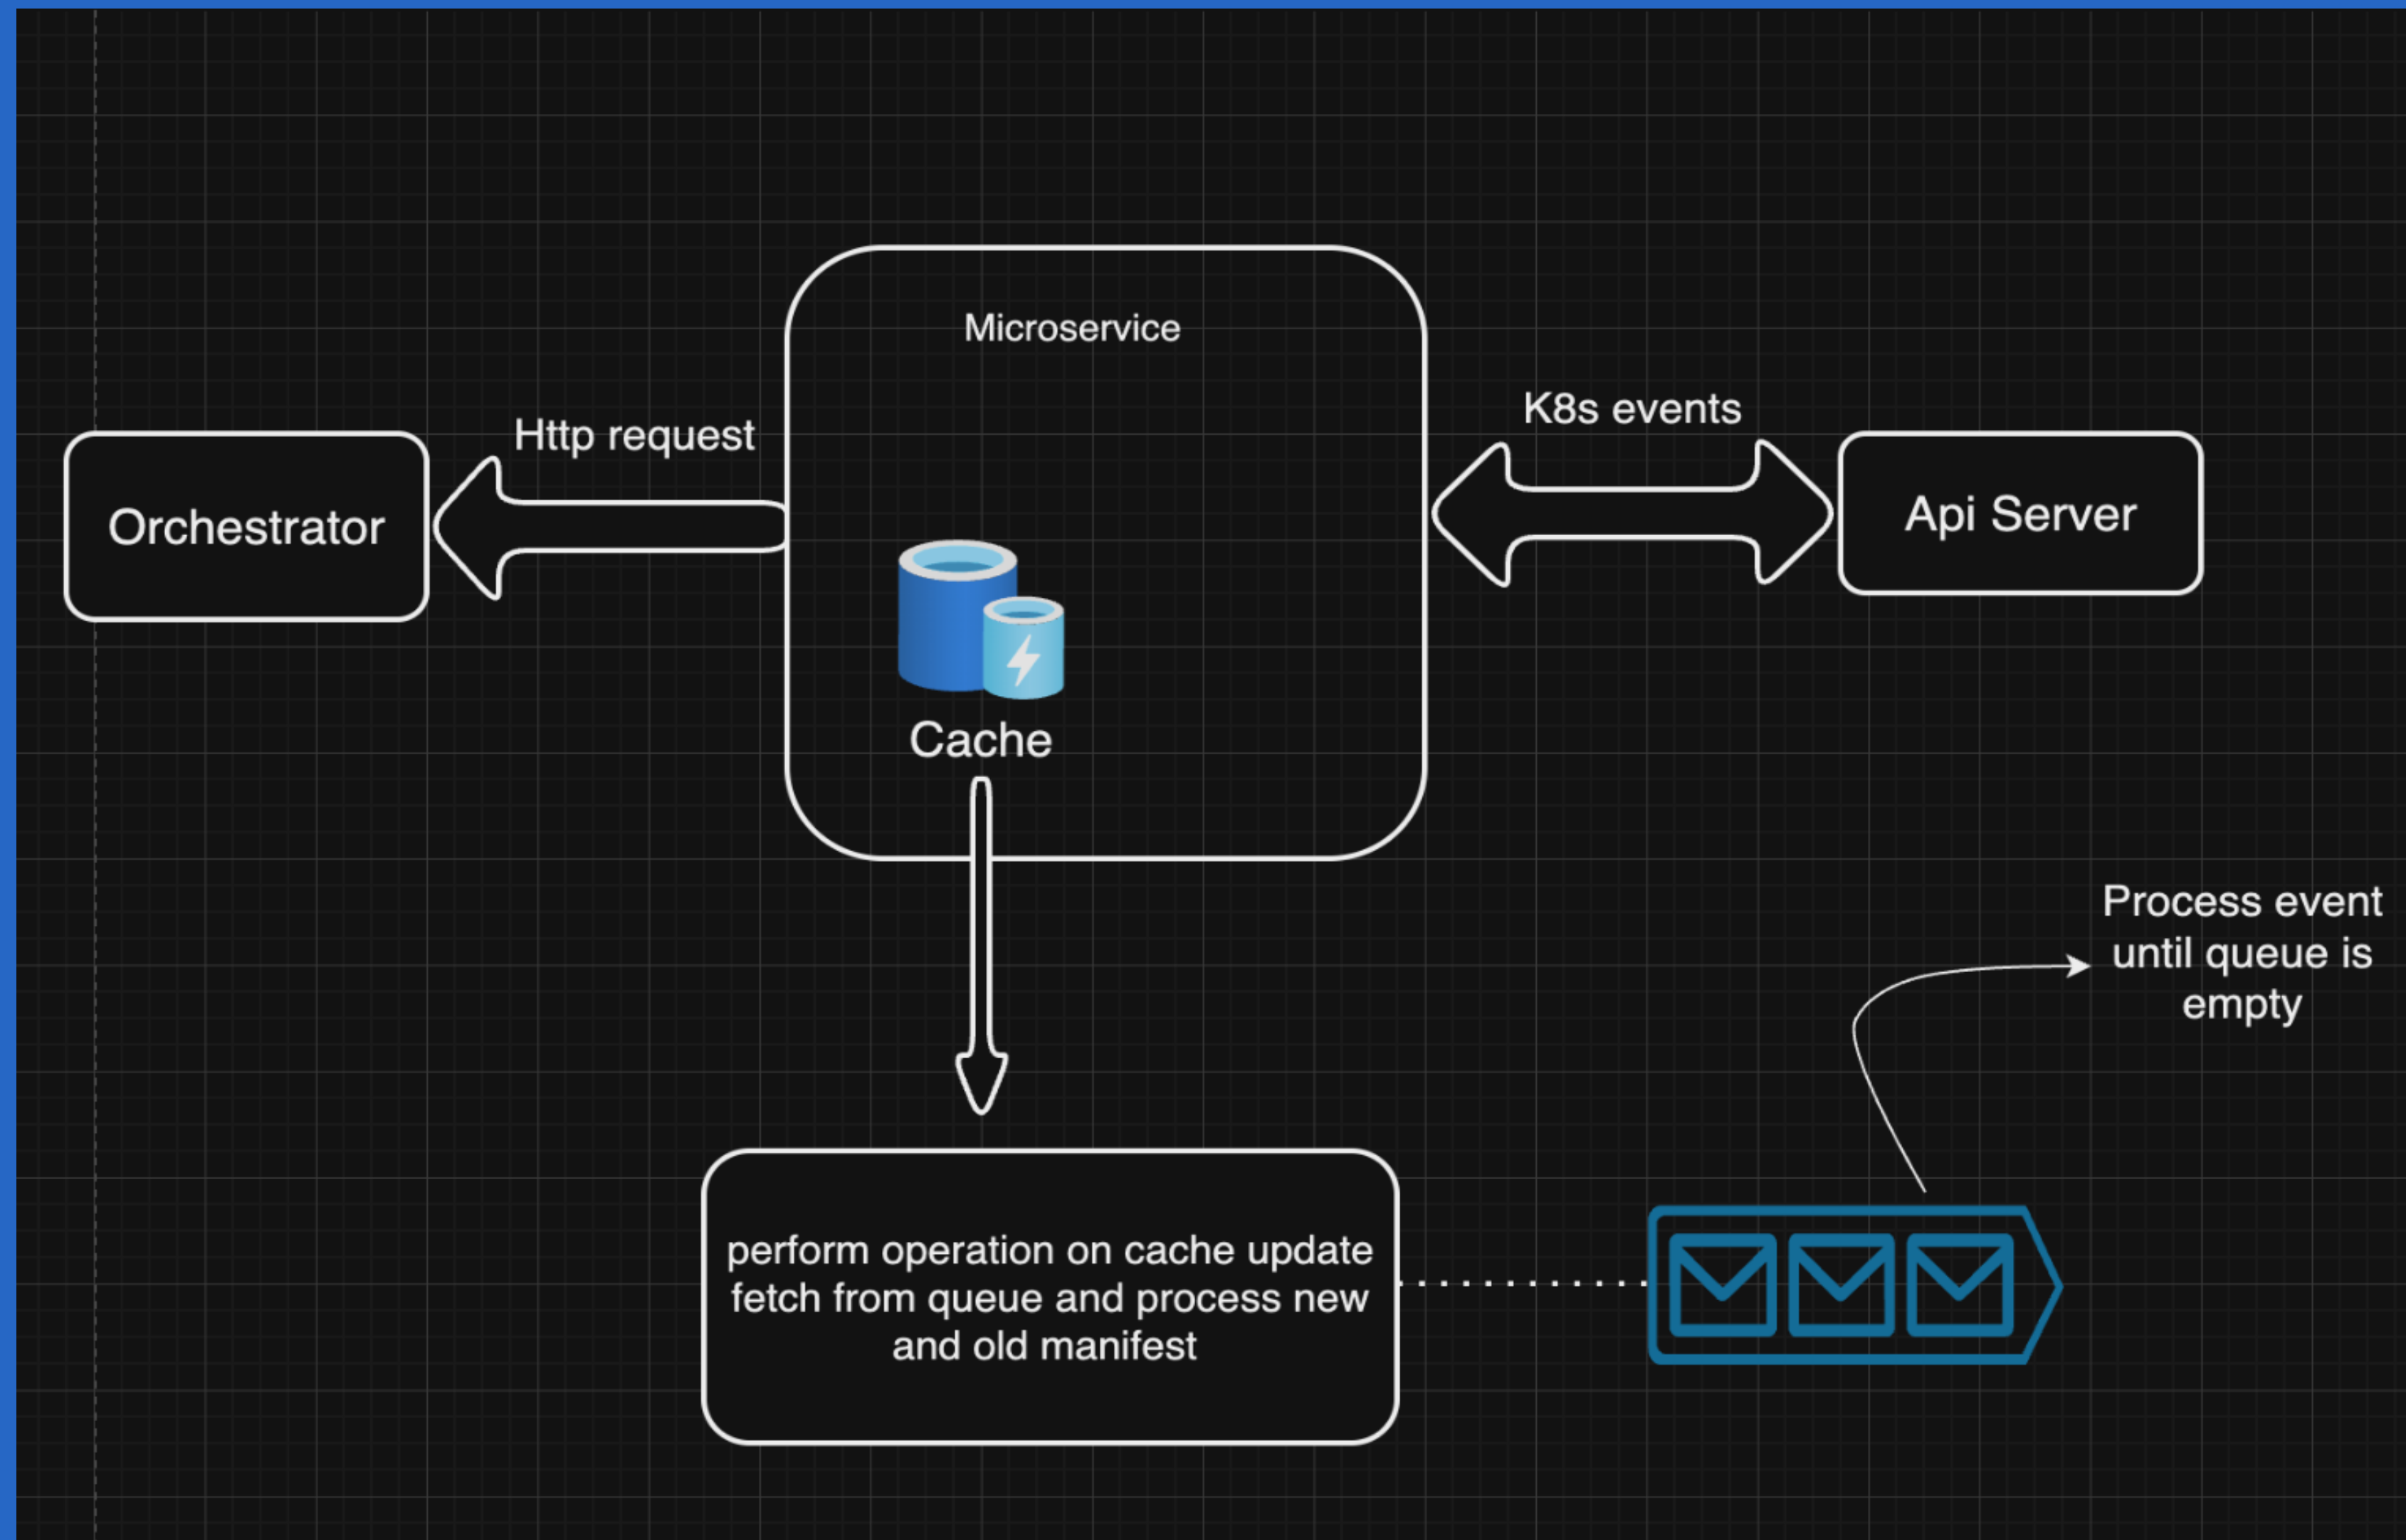 Microservice
Http request
K8s events
Orchestrator
Api Server
Cache
Process event
until queue is
empty
perform operation on cache update
fetch from queue and process new
and old manifest